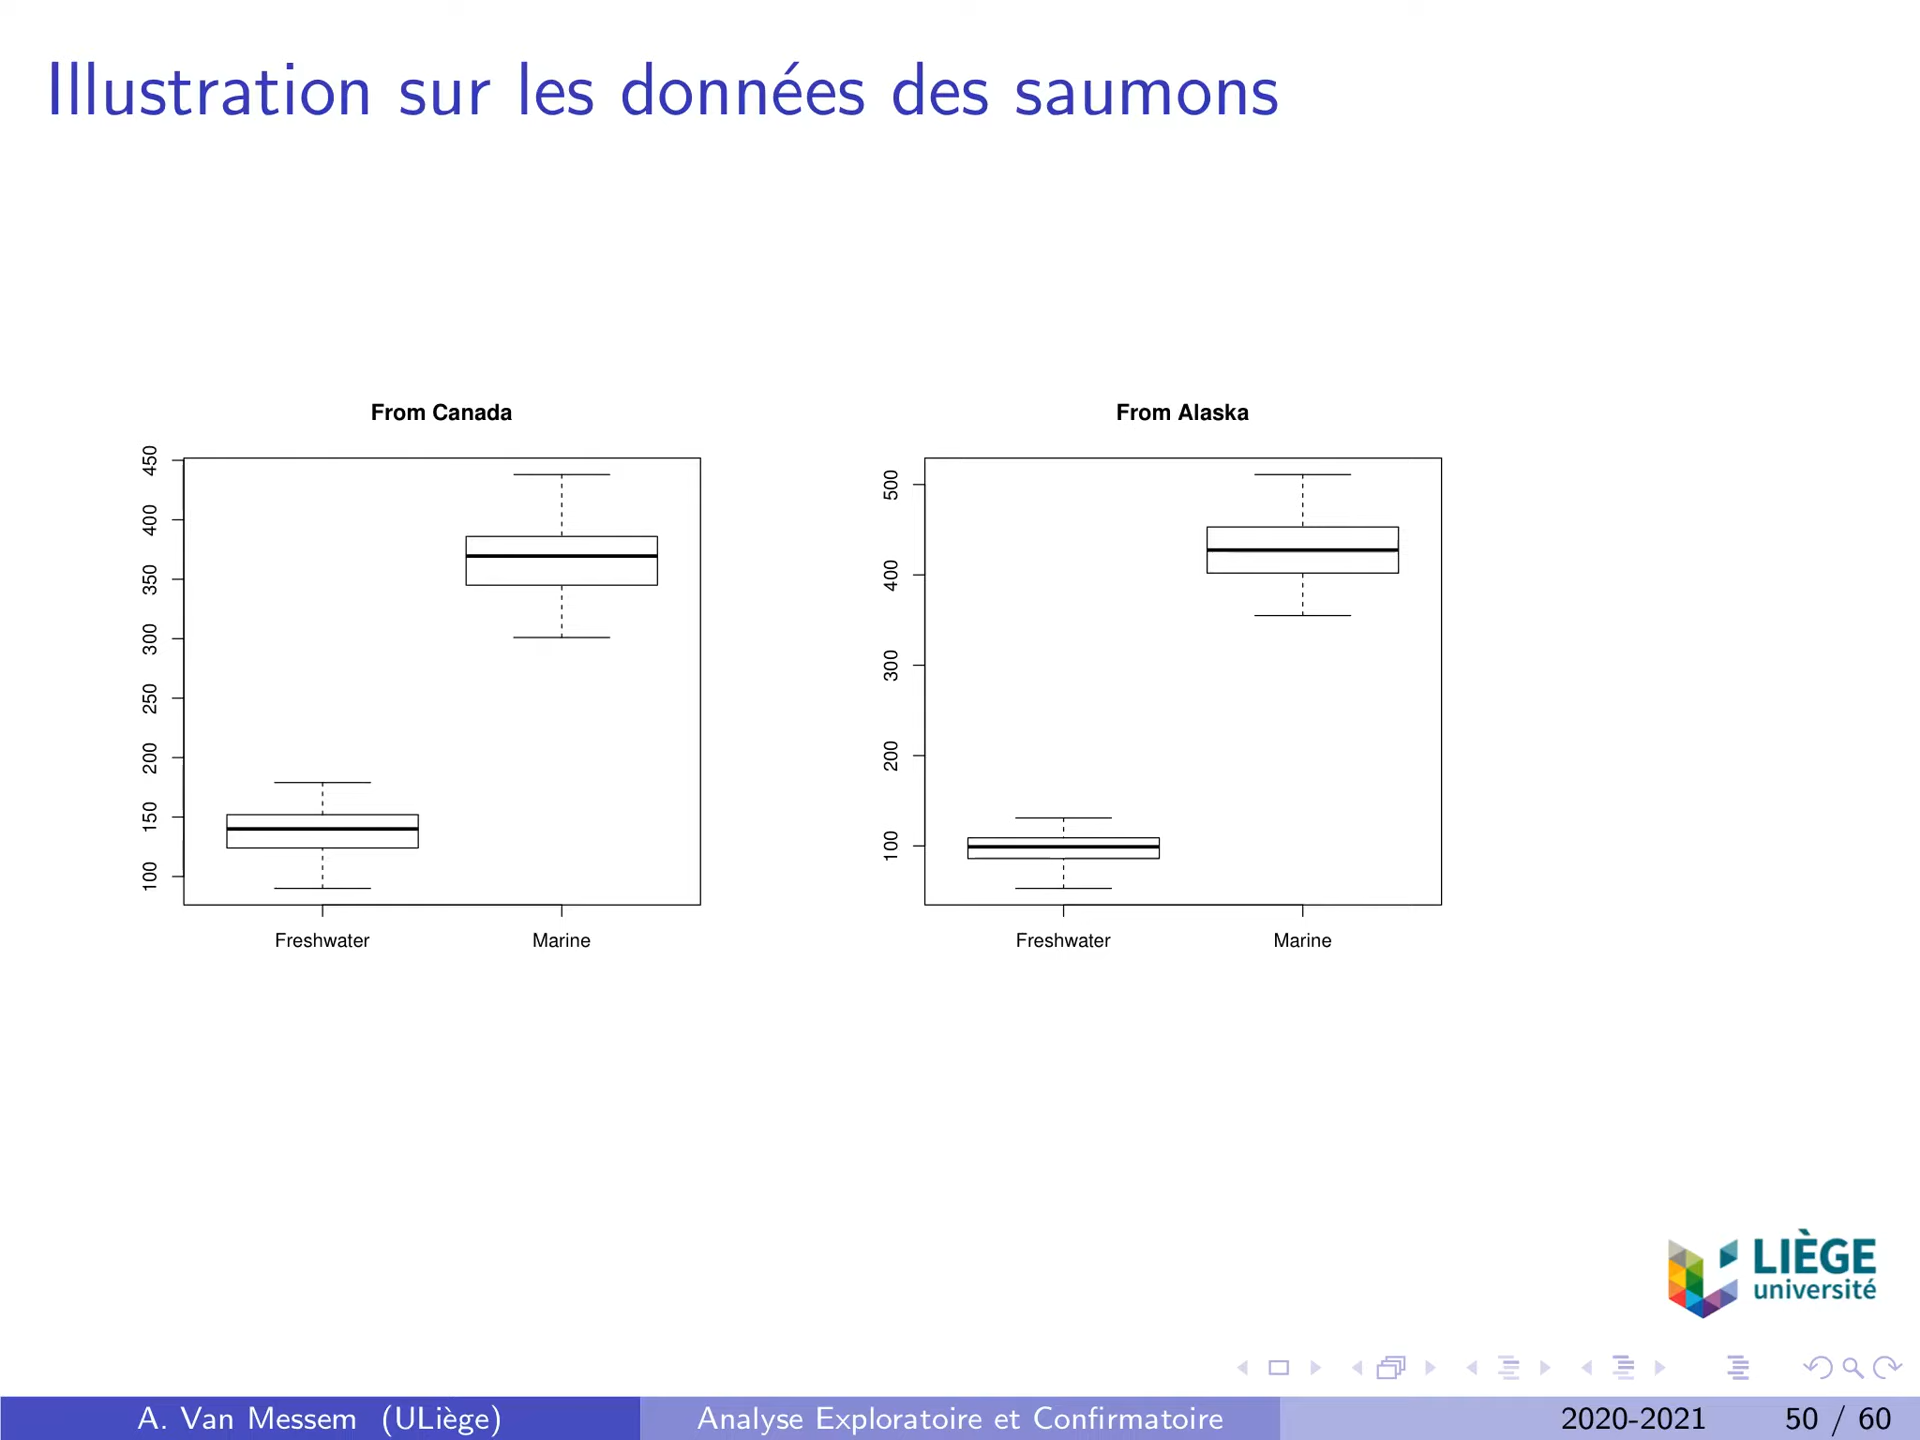 Illustration sur les données des saumons
From Canada
450
400
350
300
250
200
150
100
Freshwater Marine
From Alaska
500
400
300
200
100
Freshwater Marine
LIÈGE
université
A. Van Messem (ULiège) Analyse Exploratoire et Confirmatoire 2020-2021 50 / 60